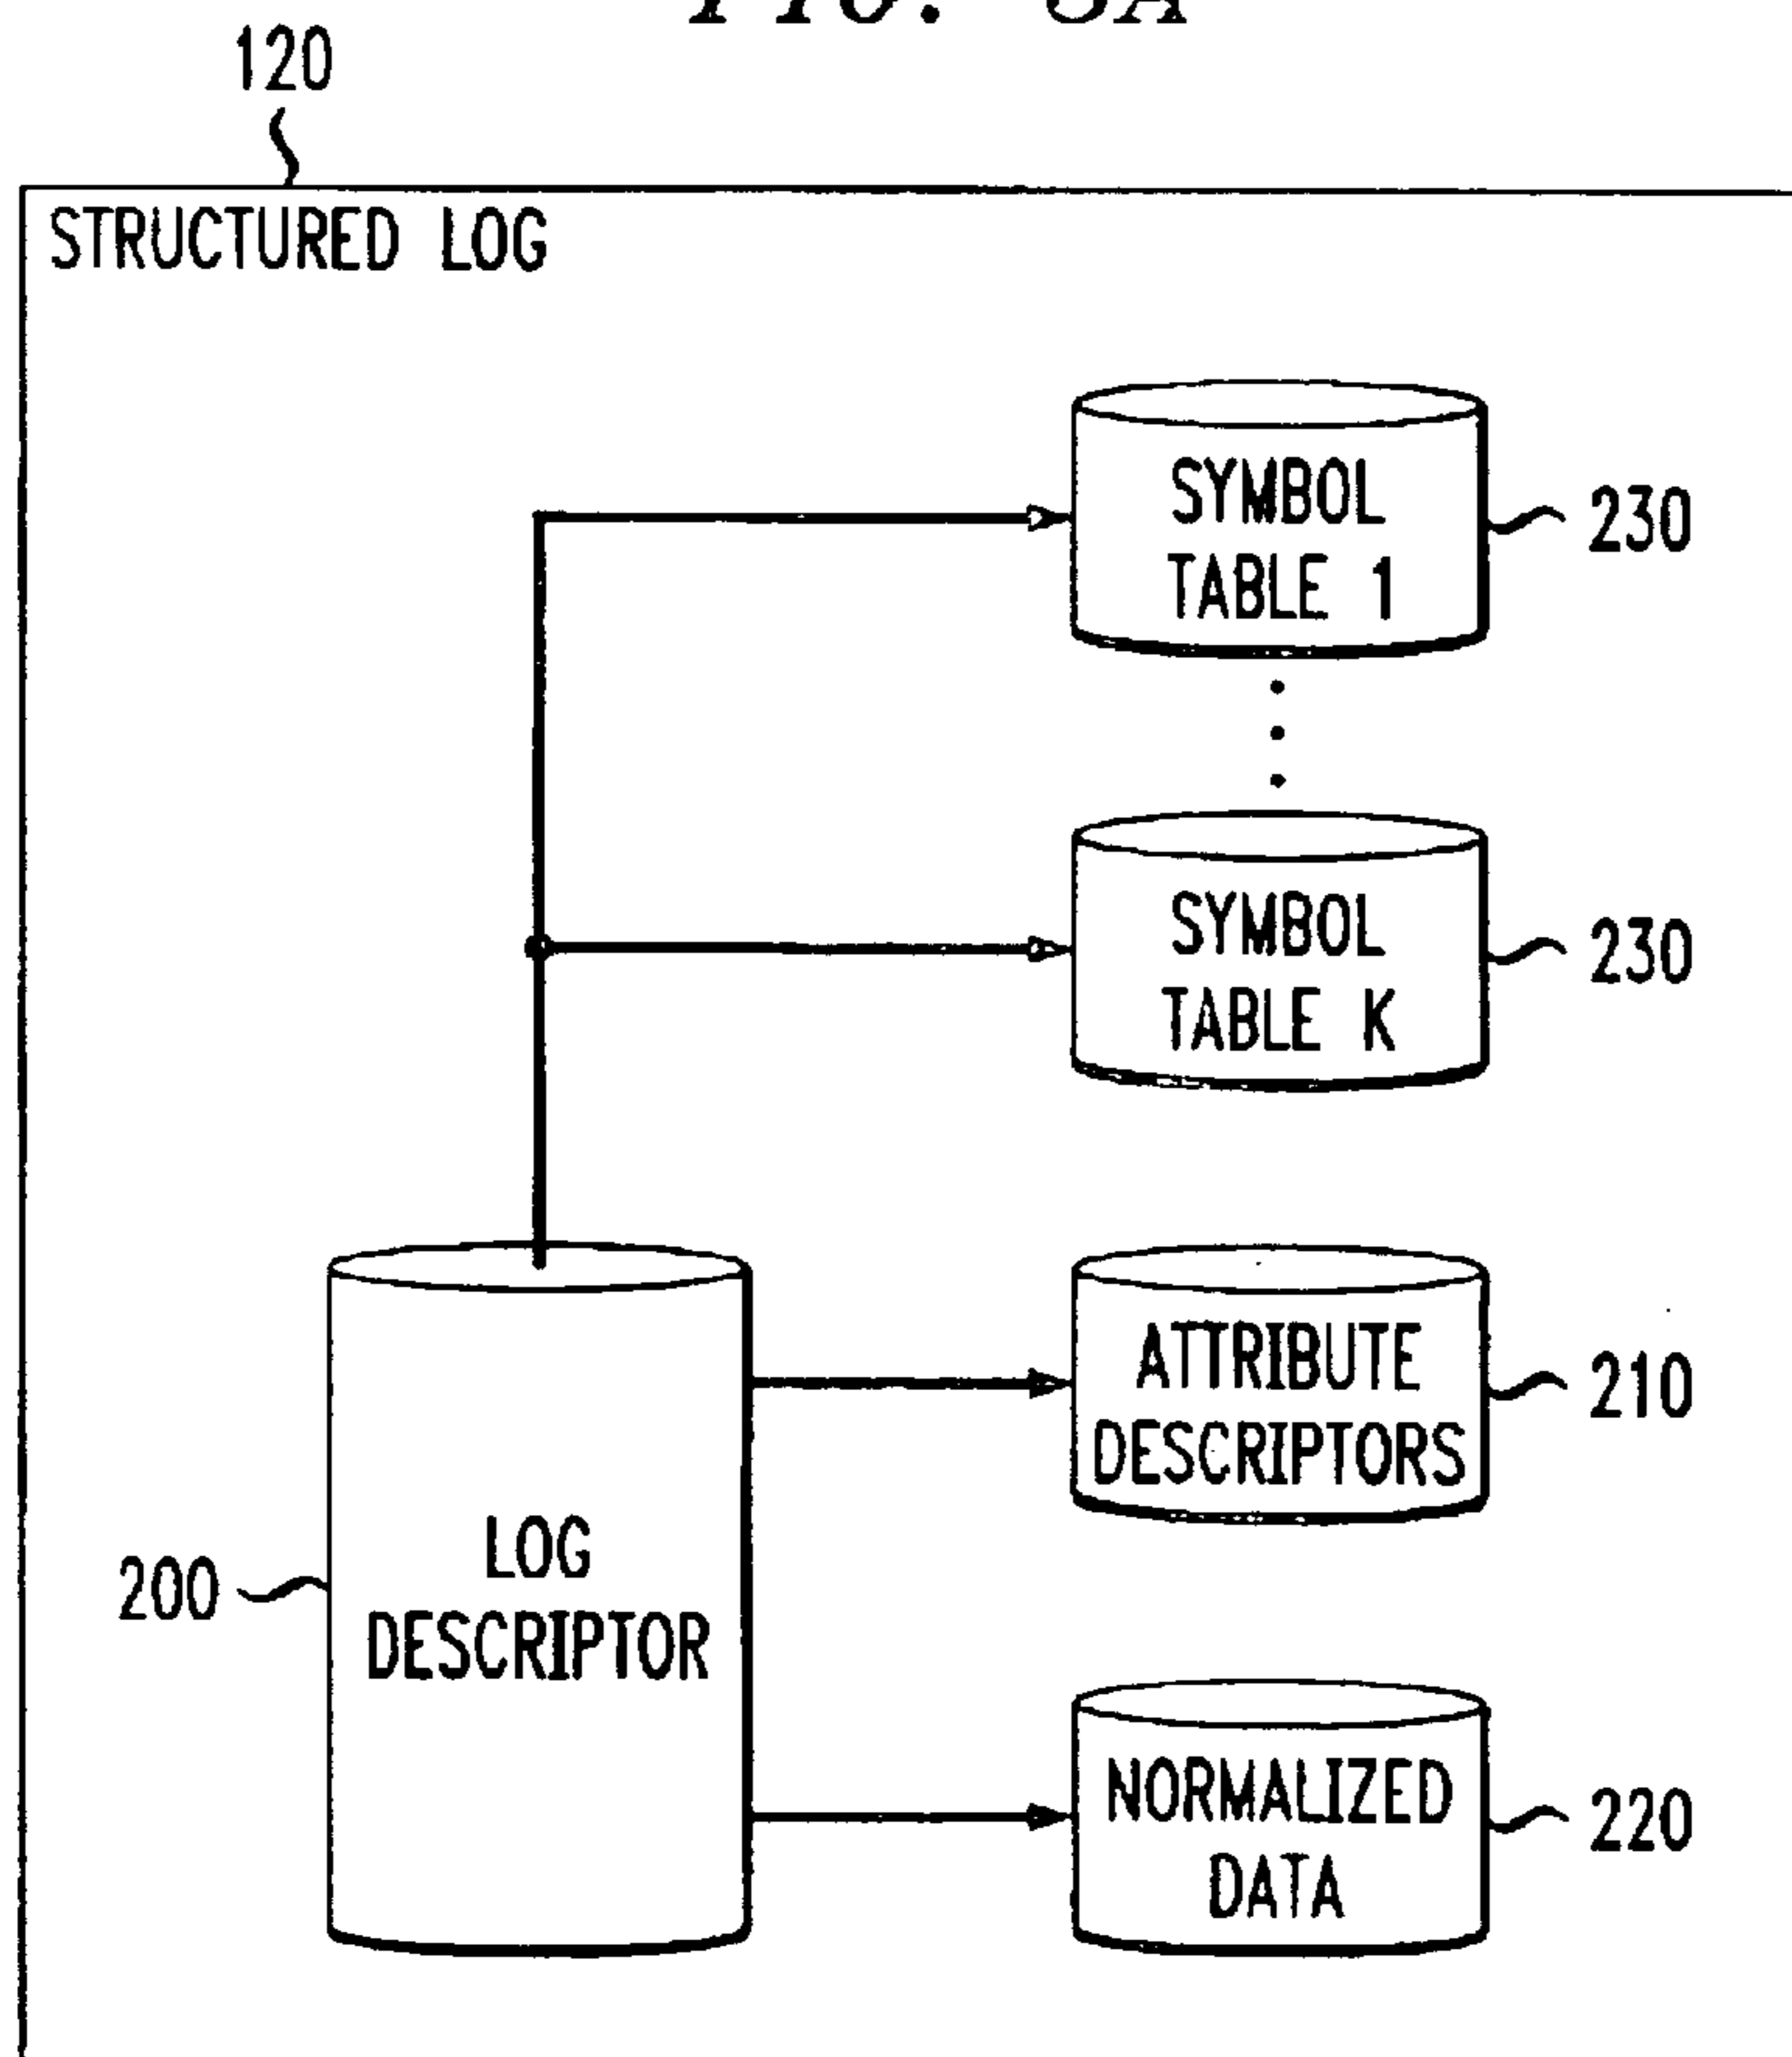 120
STRUCTURED LOG
SYMBOL
TABLE 1
230
SYMBOL
TABLE K
230
ATTRIBUTE
DESCRIPTORS
210
LOG
DESCRIPTOR
200
NORMALIZED
DATA
220